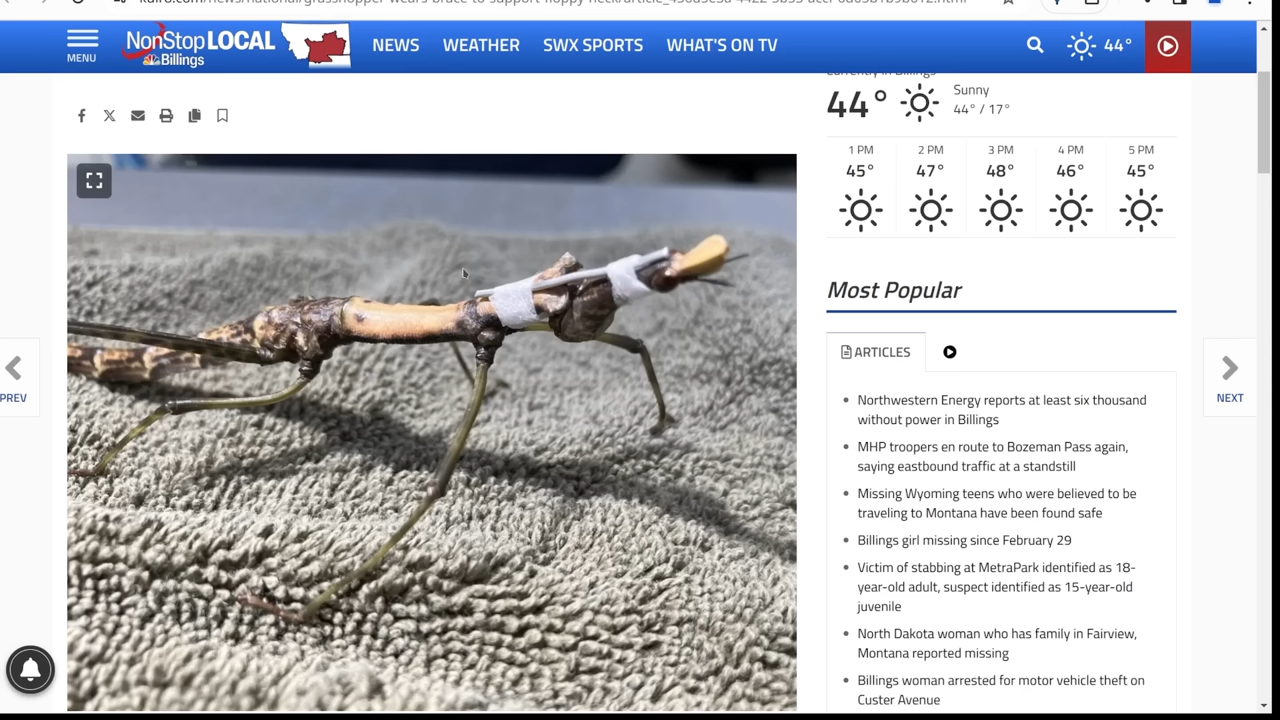 MENU
NonStop LOCAL
Billings
NEWS
WEATHER
SWX SPORTS
WHAT'S ON TV
44°
Currently in Billings
44°
Sunny
44° / 17°
1 PM
2 PM
3 PM
4 PM
5 PM
45°
47°
48°
46°
45°
Most Popular
ARTICLES
Northwestern Energy reports at least six thousand
without power in Billings
MHP troopers en route to Bozeman Pass again,
saying eastbound traffic at a standstill
Missing Wyoming teens who were believed to be
traveling to Montana have been found safe
Billings girl missing since February 29
Victim of stabbing at MetraPark identified as 18-
year-old adult, suspect identified as 15-year-old
juvenile
North Dakota woman who has family in Fairview,
Montana reported missing
Billings woman arrested for motor vehicle theft on
Custer Avenue
PREV
NEXT